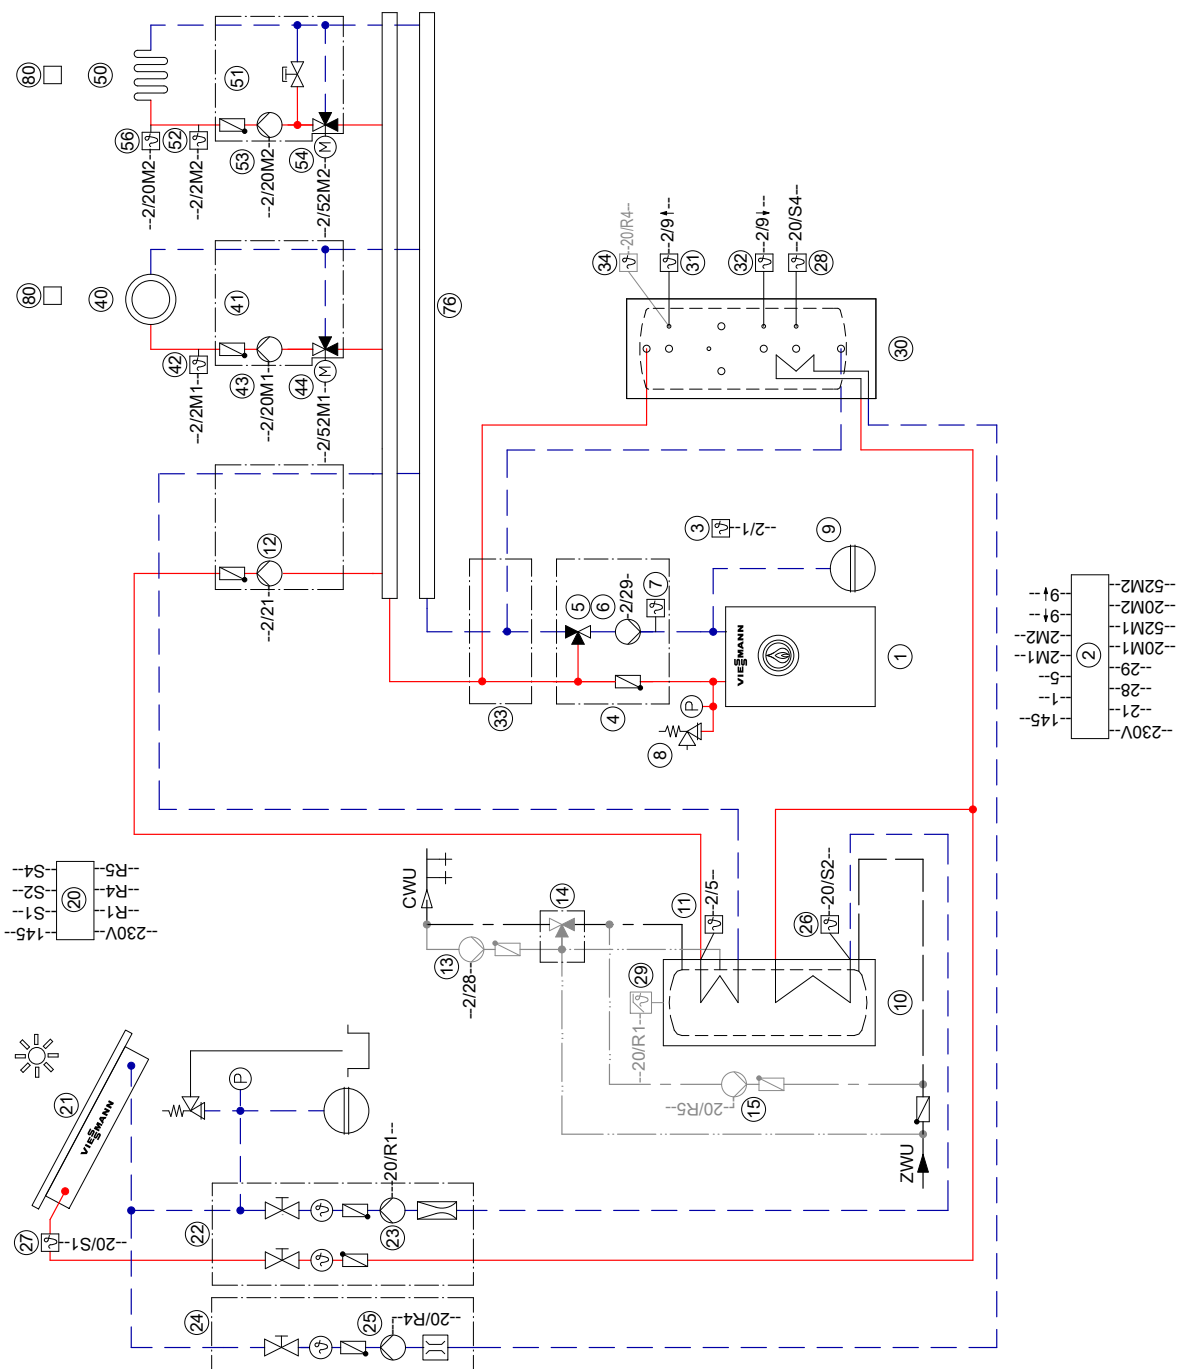 80
50
51
56
52
53
54
M
--2/20M2--
--2/2M2--
--2/20M2--
--2/52M2--
80
40
41
42
43
44
M
--2/2M1--
--2/20M1--
--2/52M1--
76
12
--2/21--
34
--20/R4--
31
--2/9
32
--2/9
28
--20/S4--
30
33
5
6
--2/29-
7
4
3
--2/1--
9
VIESSMANN
1
P
8
2
--52M2-
--20M2-
--52M1-
--20M1-
--29-
--28-
--21-
--230V-
9--
9--
2M2--
2M1--
5--
1--
145--
20
S4--
S2--
S1--
145--
--R5-
--R4-
--R1-
--230V-
CWU
14
13
--2/28--
11
--2/5--
26
--20/S2--
29
--20/R1--
10
15
--20/R5--
ZWU
21
VIESSMANN
P
27
--20/S1--
22
23
--20/R1--
24
25
--20/R4--